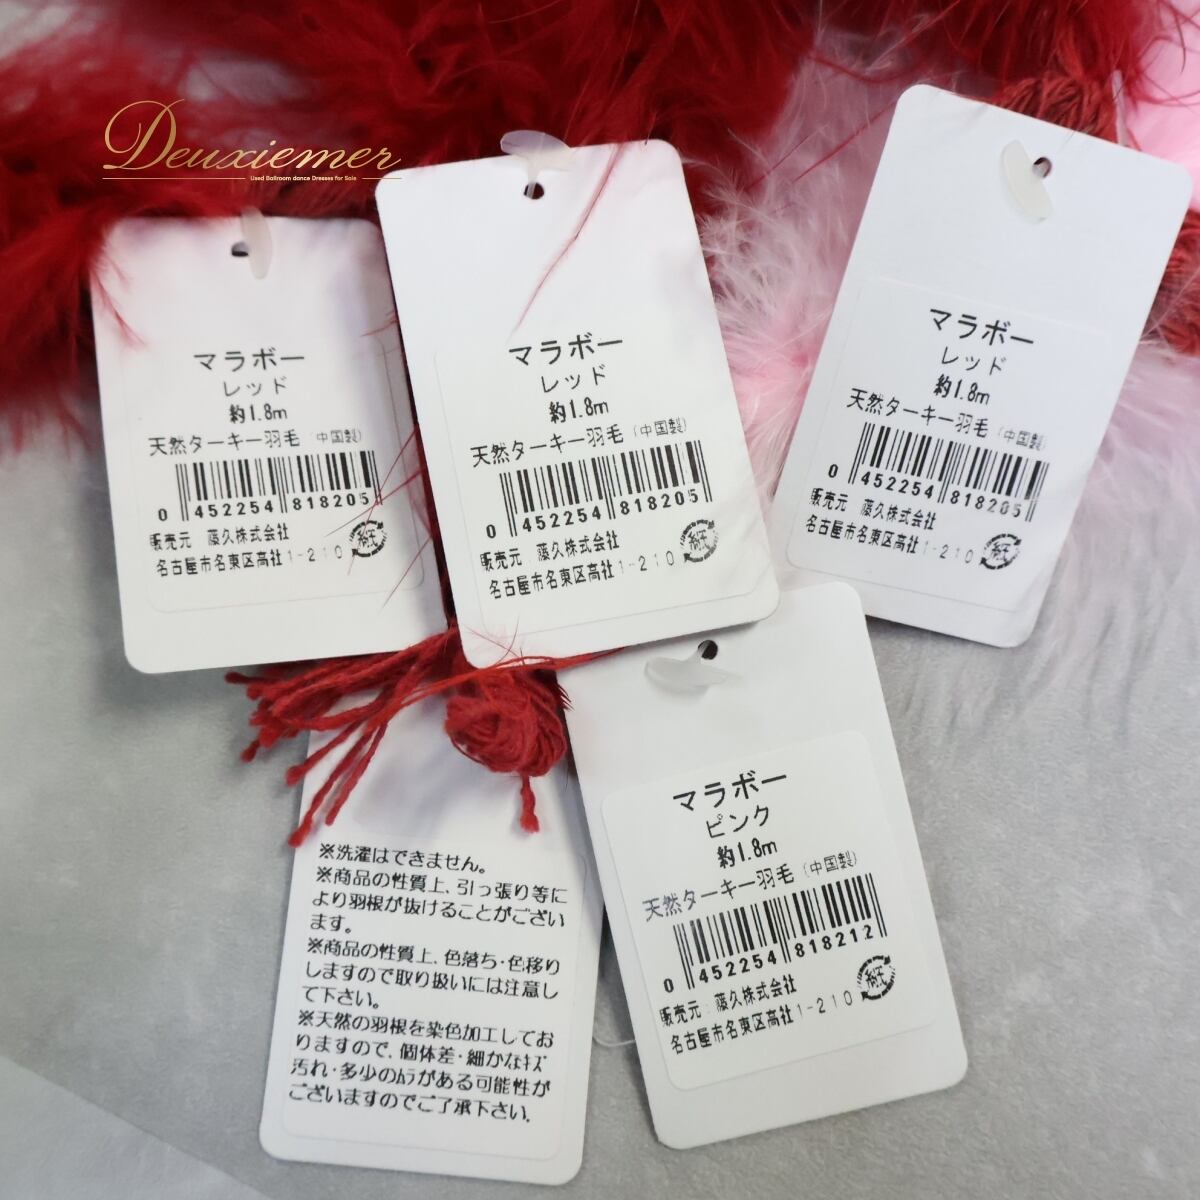 Deuxiemer
Used Ballroom dance Dresses for Sale
マラボー
レッド
約1.8m
天然ターキー羽毛（中国製）
0 452254 818205
販売元 藤久株式会社
名古屋市名東区高社1-210 紙
マラボー
レッド
約1.8m
天然ターキー羽毛（中国製）
0 452254 818205
販売元 藤久株式会社
名古屋市名東区高社1-210 紙
マラボー
レッド
約1.8m
天然ターキー羽毛（中国製）
0 452254 818205
販売元 藤久株式会社
名古屋市名東区高社1-210 紙
※洗濯はできません。
※商品の性質上、引っ張り等に
より羽根が抜けることがござい
ます。
※商品の性質上、色落ち・色移り
しますので取り扱いには注意し
て下さい。
※天然の羽根を染色加工してお
りますので、個体差・細かなｷｽﾞ
汚れ・多少のﾑﾗがある可能性が
ございますのでご了承下さい。
マラボー
ピンク
約1.8m
天然ターキー羽毛（中国製）
0 452254 818212
販売元：藤久株式会社
名古屋市名東区高社1-210 紙